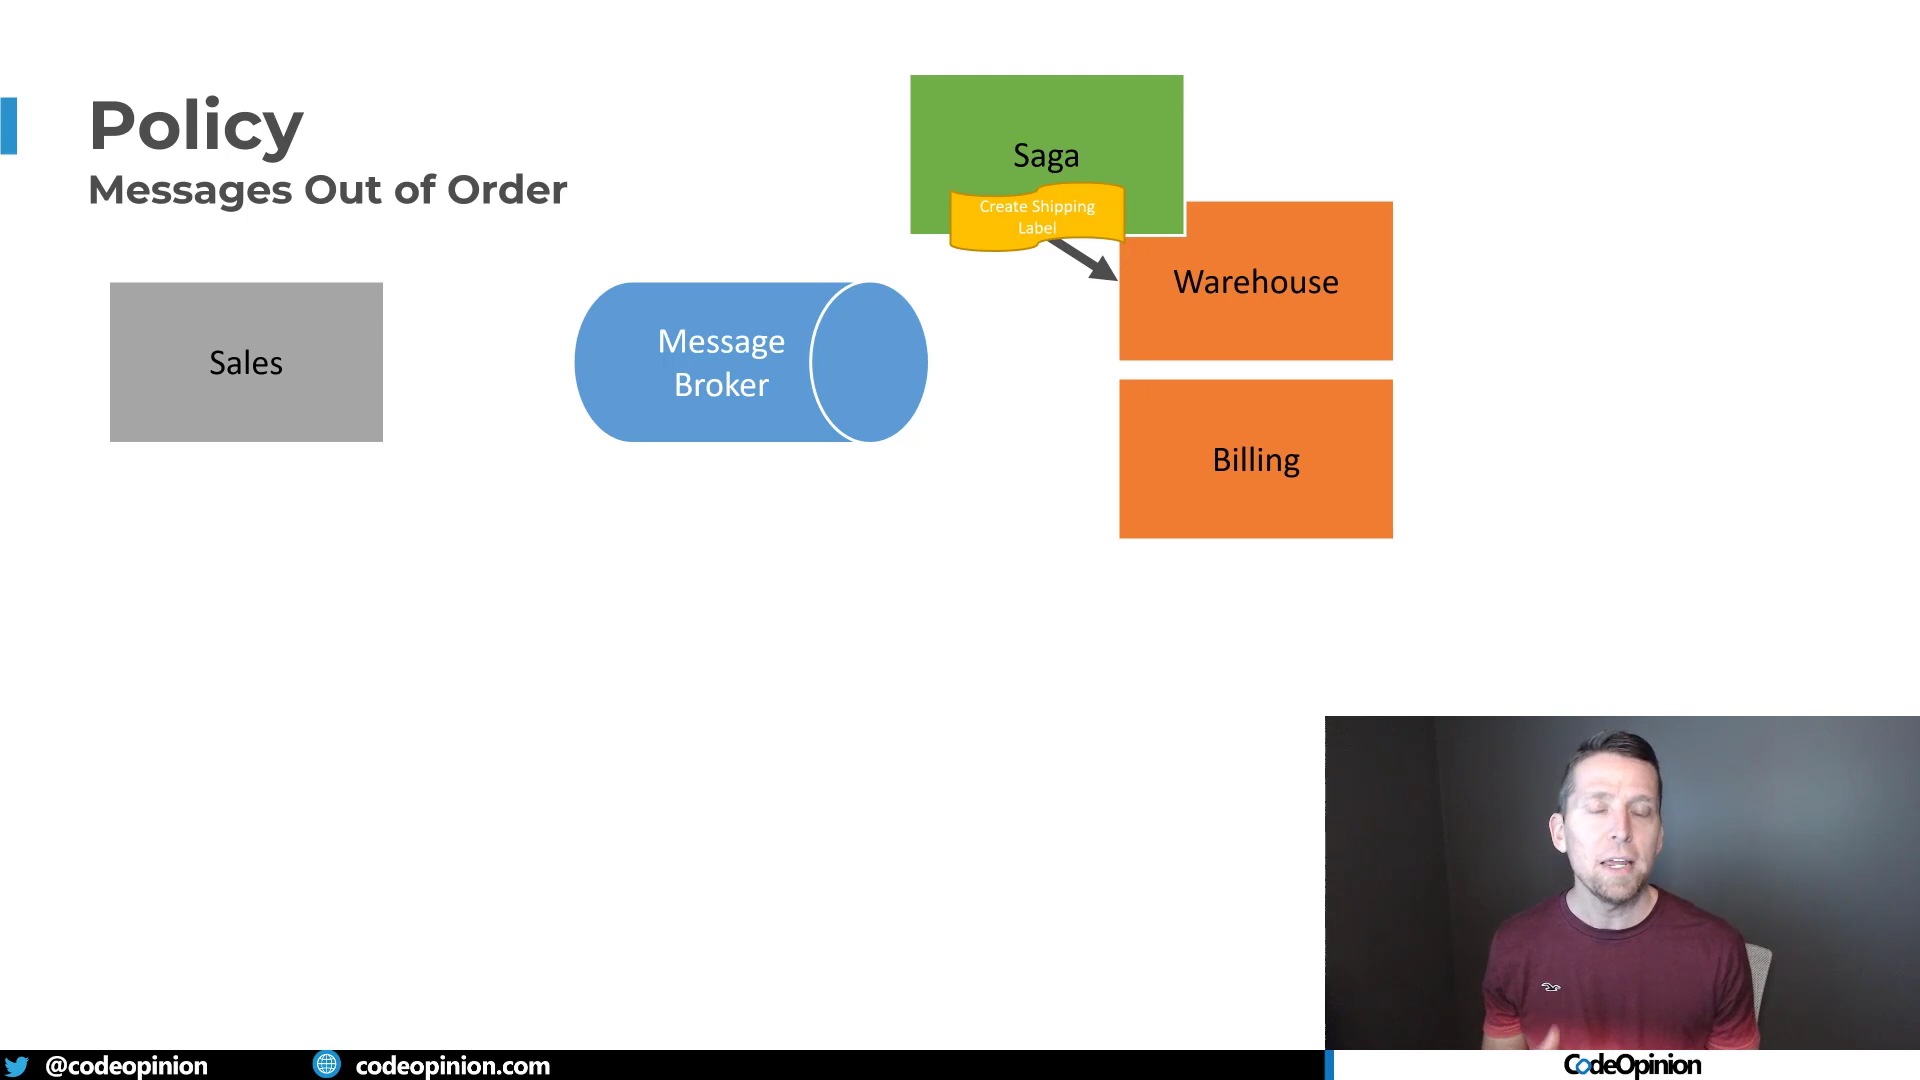 Policy
Messages Out of Order
Saga
Create Shipping
Label
Warehouse
Sales
Message
Broker
Billing
@codeopinion
codeopinion.com
CodeOpinion